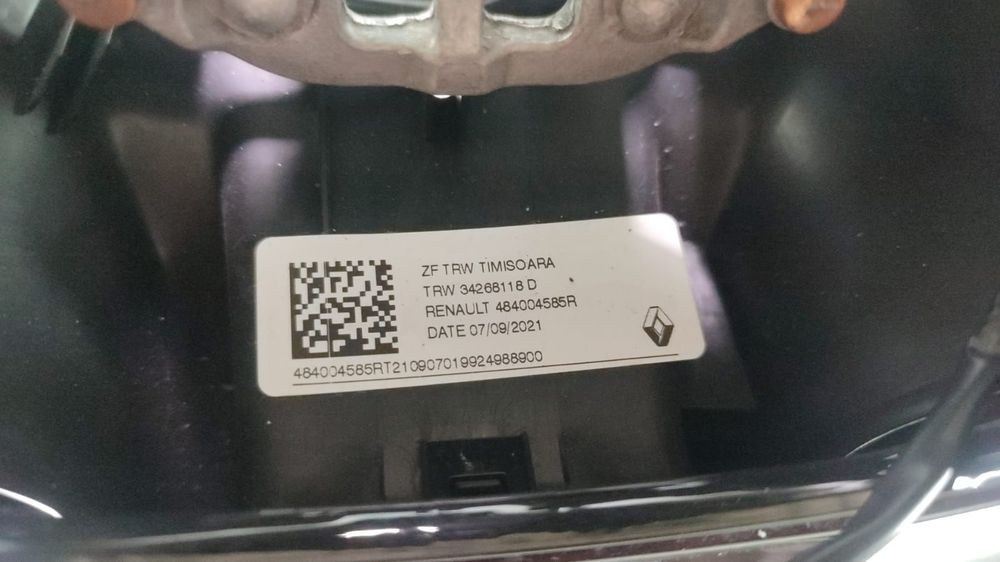 ZF TRW TIMISOARA
TRW 34268118 D
RENAULT 484004585R
DATE 07/09/2021
484004585RT210907019924988900